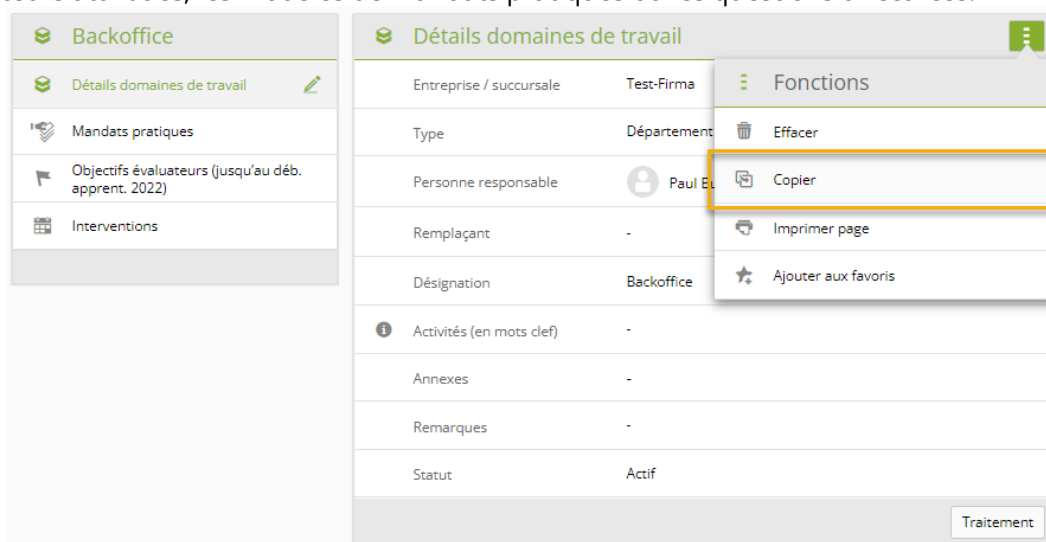 Backoffice
Détails domaines de travail
Mandats pratiques
Objectifs évaluateurs (jusqu'au déb.
apprent. 2022)
Interventions
Détails domaines de travail
Entreprise / succursale Test-Firma
Type Département
Personne responsable Paul
Remplaçant -
Désignation Backoffice
Activités (en mots clef) -
Annexes -
Remarques -
Statut Actif
Traitement
Fonctions
Effacer
Copier
Imprimer page
Ajouter aux favoris